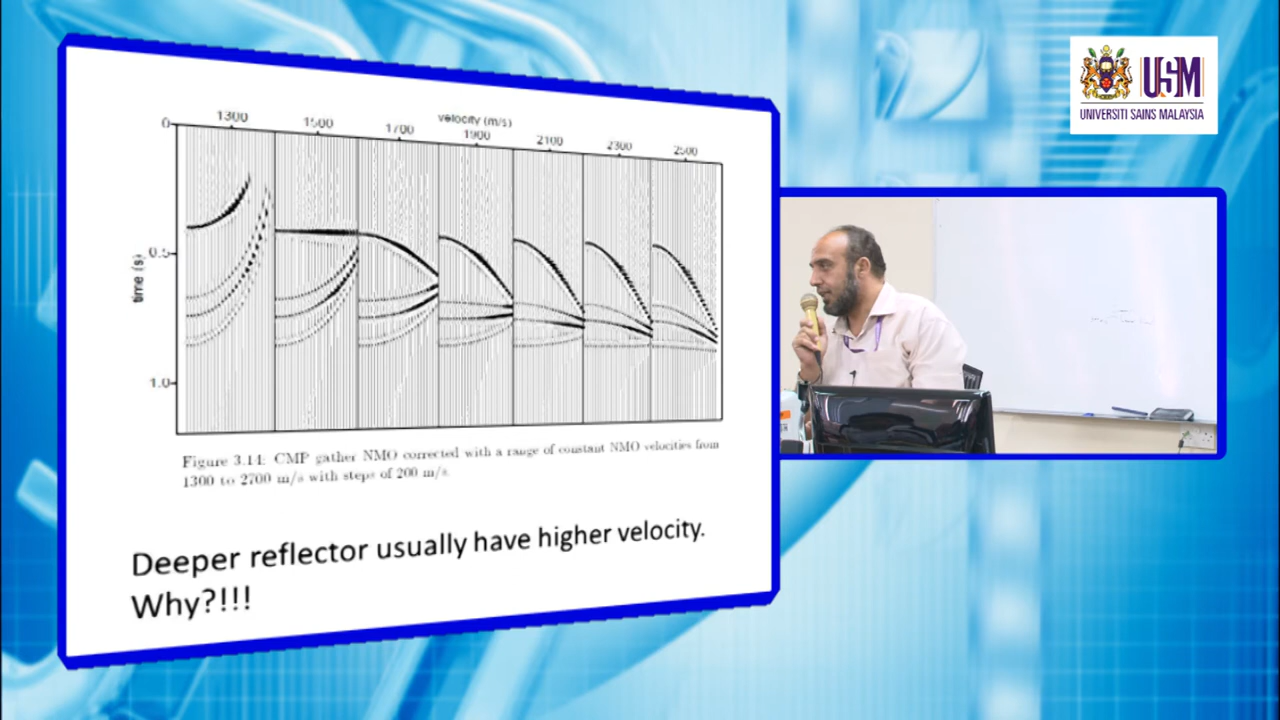 velocity (m/s)
1300 1500 1700 1900 2100 2300 2500
0
0.5
1.0
time (s)
Figure 3.14: CMP gather NMO corrected with a range of constant NMO velocities from
1300 to 2700 m/s with steps of 200 m/s.
Deeper reflector usually have higher velocity.
Why?!!!
USM
UNIVERSITI SAINS MALAYSIA